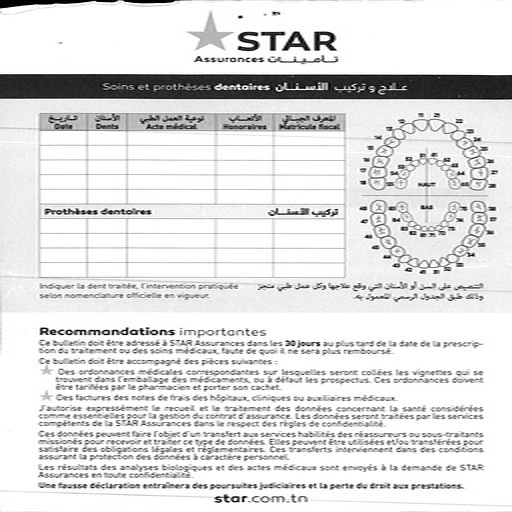 STAR
Assurances تأمينات
Soins et prothèses dentaires علاج و تركيب الأسنان
التاريخ الأسنان نوعية العمل الطبي الأتعاب المعرف الجبائي
Date Dents Acte médical Honoraires Matricule fiscal
Prothèses dentaires تركيب الأسنان
HAUT
BAS
Indiquer la dent traitée, l'intervention pratiquée
selon nomenclature officielle en vigueur.
التنصيص على السن أو الأسنان التي وقع علاجها وكل عمل طبي منجز
وذلك طبق الجدول الرسمي المعمول به.
Recommandations importantes
Ce bulletin doit être adressé à STAR Assurances dans les 30 jours au plus tard de la date de la prescrip-
tion du traitement ou des soins médicaux, faute de quoi il ne sera plus remboursé.
Ce bulletin doit être accompagné des pièces suivantes :
Des ordonnances médicales correspondantes sur lesquelles seront collées les vignettes qui se
trouvent dans l'emballage des médicaments, ou à défaut les prospectus. Ces ordonnances doivent
être tarifiées par le pharmacien et porter son cachet.
Des factures des notes de frais des hôpitaux, cliniques ou auxiliaires médicaux.
J'autorise expressément le recueil et le traitement des données concernant la santé considérées
comme essentielles pour la gestion du contrat d'assurance. Les données seront traitées par les services
compétents de la STAR Assurances dans le respect des règles de confidentialité.
Ces données peuvent faire l'objet d'un transfert aux services habilités des réassureurs ou sous-traitants
missionnés pour recevoir et traiter ce type de données. Elles peuvent être utilisées et/ou transférées pour
satisfaire des obligations légales et réglementaires. Ces transferts interviennent dans des conditions
assurant la protection des données à caractère personnel.
Les résultats des analyses biologiques et des actes médicaux sont envoyés à la demande de STAR
Assurances en toute confidentialité.
Une fausse déclaration entraînera des poursuites judiciaires et la perte du droit aux prestations.
star.com.tn